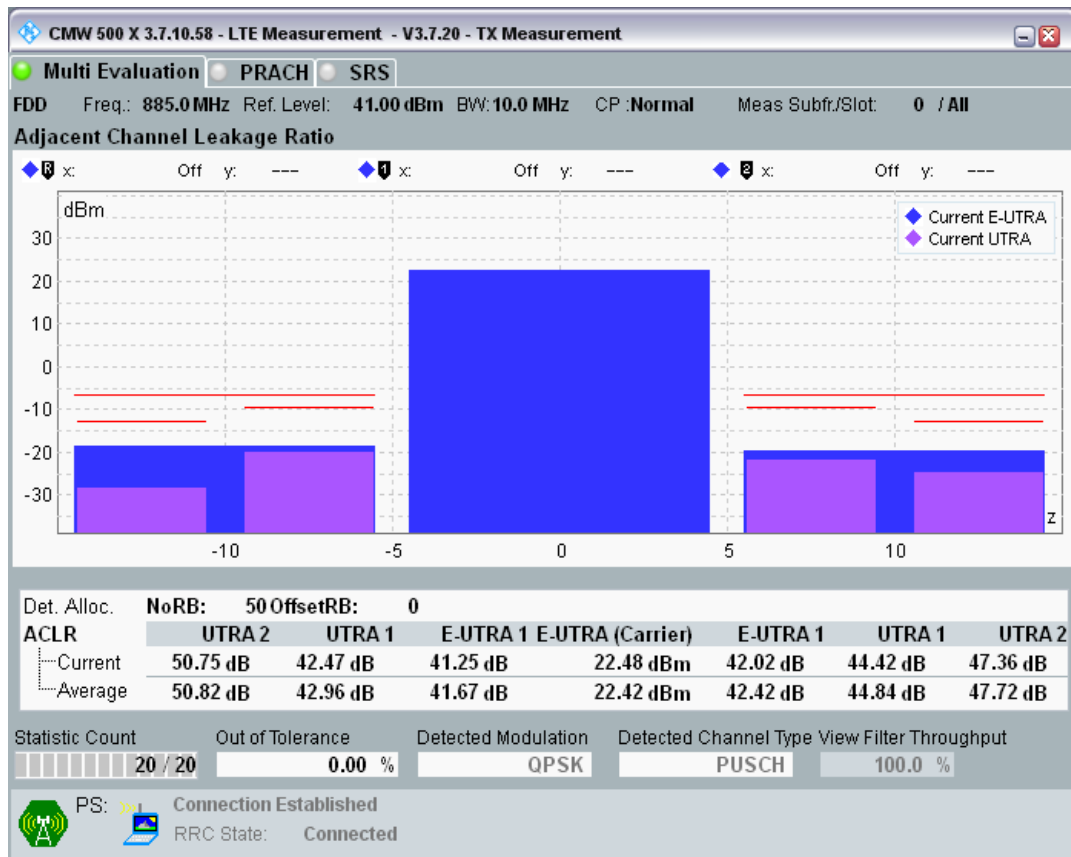 CMW 500 X 3.7.10.58 - LTE Measurement - V3.7.20 - TX Measurement
Multi Evaluation PRACH SRS
FDD Freq.: 885.0 MHz Ref. Level: 41.00 dBm BW: 10.0 MHz CP :Normal Meas Subfr./Slot: 0 / All
Adjacent Channel Leakage Ratio
R x: Off y: --- 1 x: Off y: --- 2 x: Off y: ---
dBm
Current E-UTRA
Current UTRA
30
20
10
0
-10
-20
-30
z
-10 -5 0 5 10
Det. Alloc. NoRB: 50 OffsetRB: 0
ACLR UTRA 2 UTRA 1 E-UTRA 1 E-UTRA (Carrier) E-UTRA 1 UTRA 1 UTRA 2
Current 50.75 dB 42.47 dB 41.25 dB 22.48 dBm 42.02 dB 44.42 dB 47.36 dB
Average 50.82 dB 42.96 dB 41.67 dB 22.42 dBm 42.42 dB 44.84 dB 47.72 dB
Statistic Count Out of Tolerance Detected Modulation Detected Channel Type View Filter Throughput
20 / 20 0.00 % QPSK PUSCH 100.0 %
PS: Connection Established
RRC State: Connected